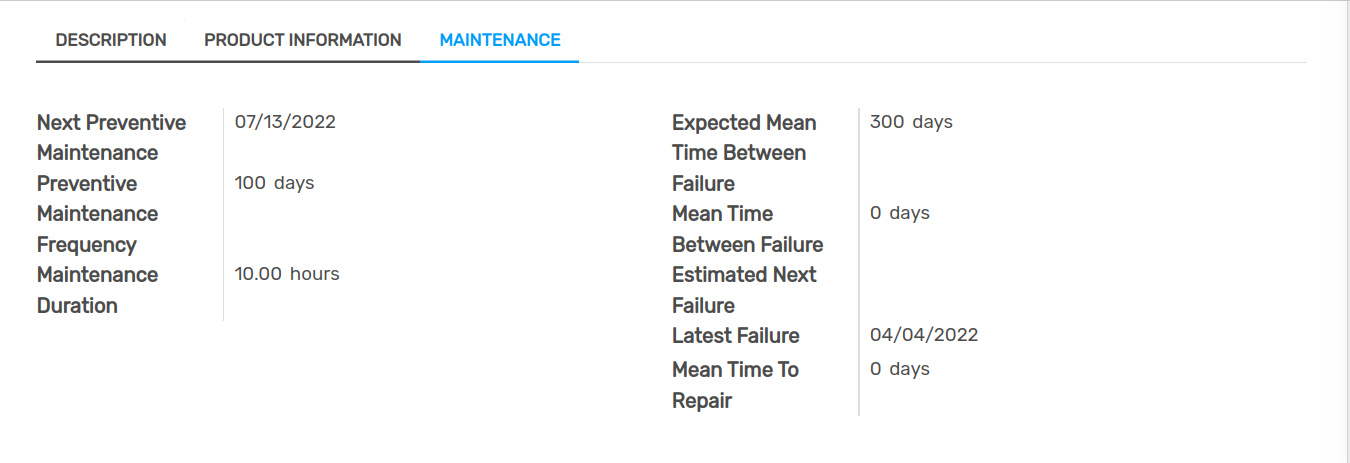 DESCRIPTION PRODUCT INFORMATION MAINTENANCE
Next Preventive 07/13/2022
Maintenance
Preventive 100 days
Maintenance
Frequency
Maintenance 10.00 hours
Duration
Expected Mean 300 days
Time Between
Failure
Mean Time 0 days
Between Failure
Estimated Next
Failure
Latest Failure 04/04/2022
Mean Time To 0 days
Repair